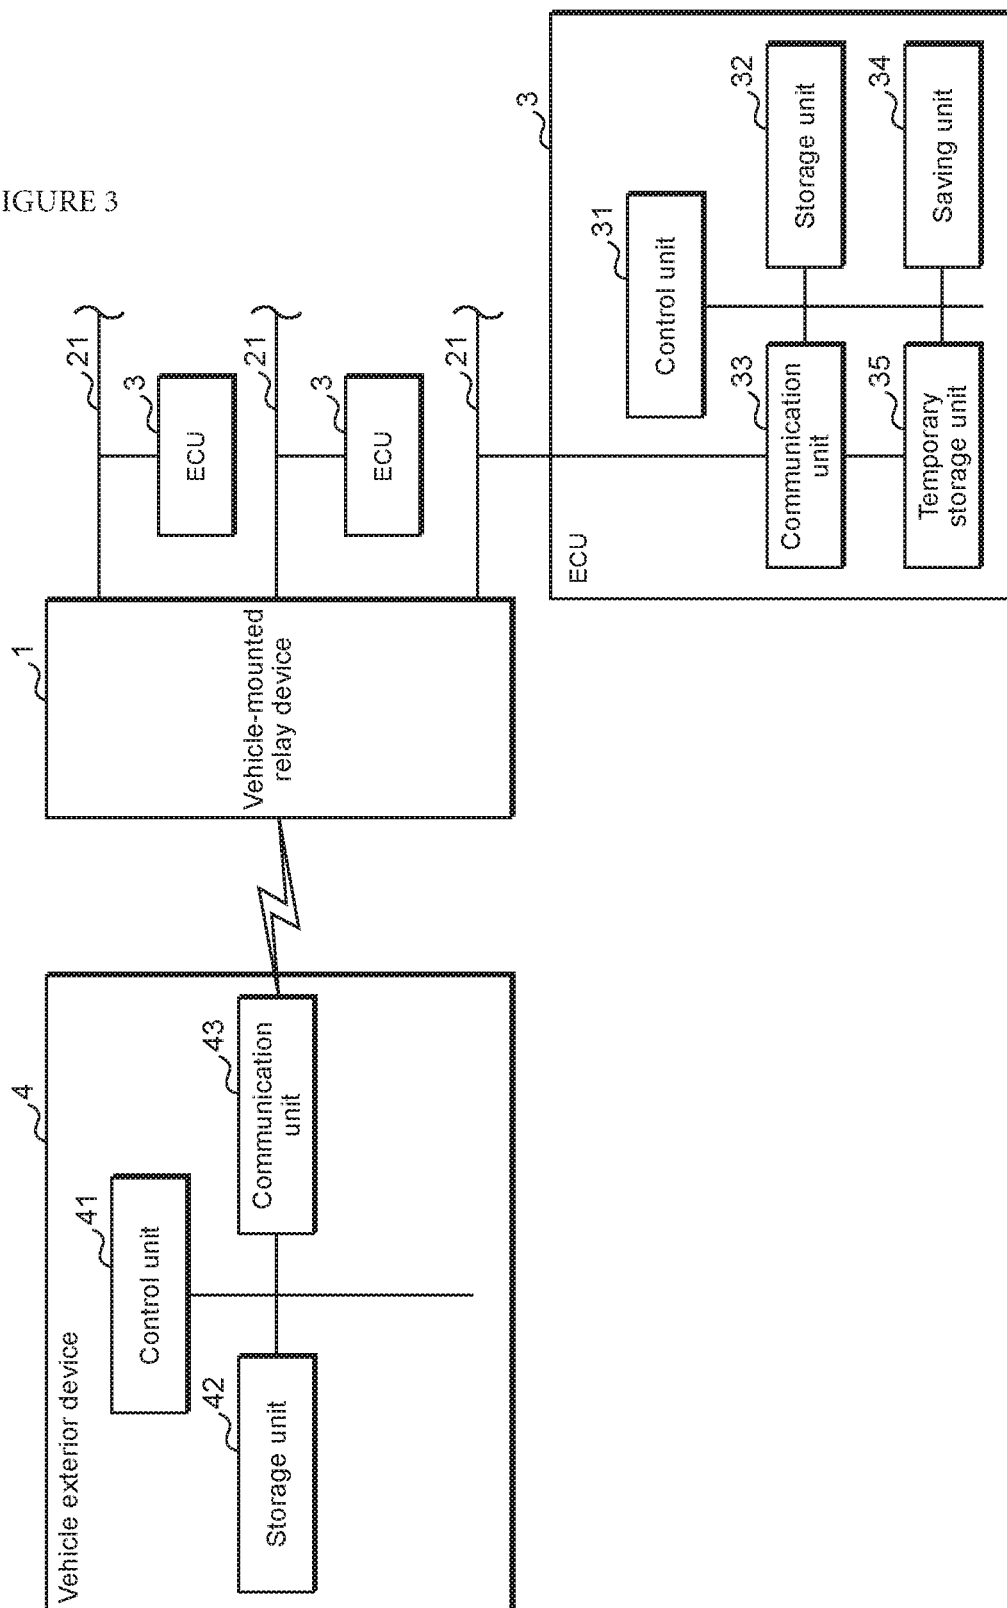 IGURE 3
4
Vehicle exterior device
41
Control unit
42
Storage unit
43
Communication
unit
1
Vehicle-mounted
relay device
21
3
ECU
21
3
ECU
21
3
ECU
31
Control unit
32
Storage unit
33
Communication
unit
34
Saving unit
35
Temporary
storage unit